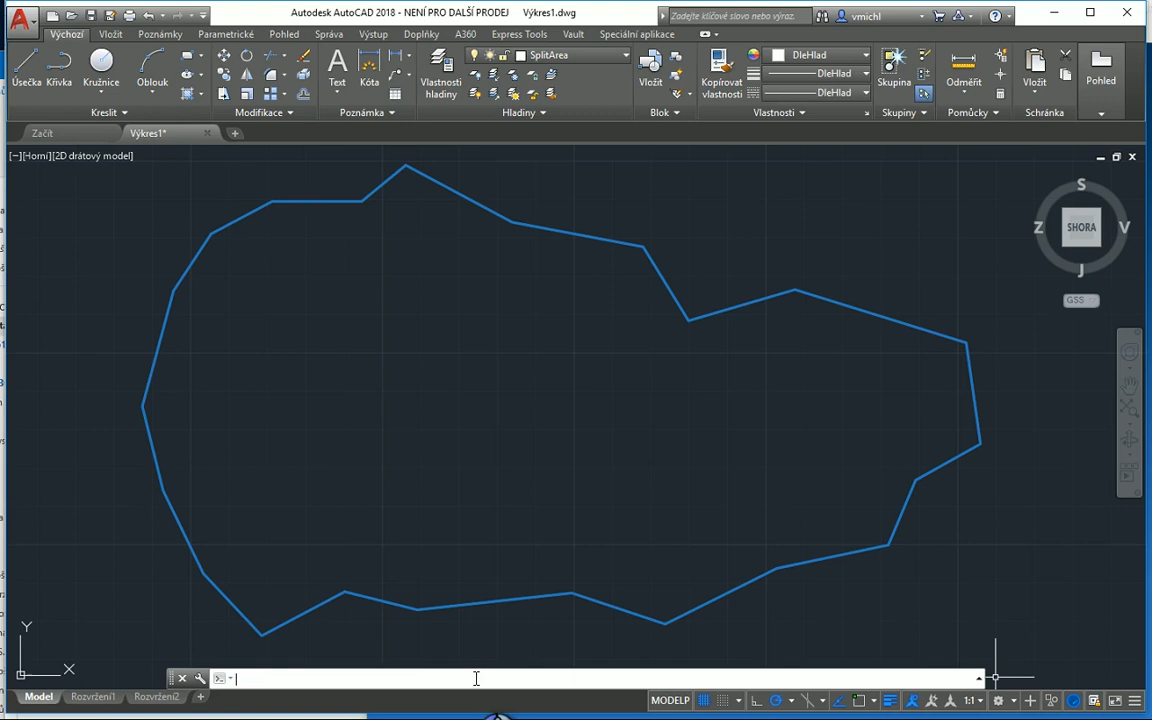 Autodesk AutoCAD 2018 - NENÍ PRO DALŠÍ PRODEJ Výkres1.dwg
Zadejte klíčové slovo nebo výraz.
vmichl
Výchozí Vložit Poznámky Parametrické Pohled Správa Výstup Doplňky A360 Express Tools Vault Speciální aplikace
Úsečka Křivka Kružnice Oblouk
Text Kóta
Vlastnosti hladiny
SplitArea
Vložit
Kopírovat vlastnosti
DleHlad
DleHlad
DleHlad
Skupina
Odměřit
Vložit
Pohled
Kreslit Modifikace Poznámka Hladiny Blok Vlastnosti Skupiny Pomůcky Schránka
Začít Výkres1*
[−][Horní][2D drátový model]
S
Z SHORA V
J
GSS
Y
X
Model Rozvržení1 Rozvržení2
MODELP
1:1